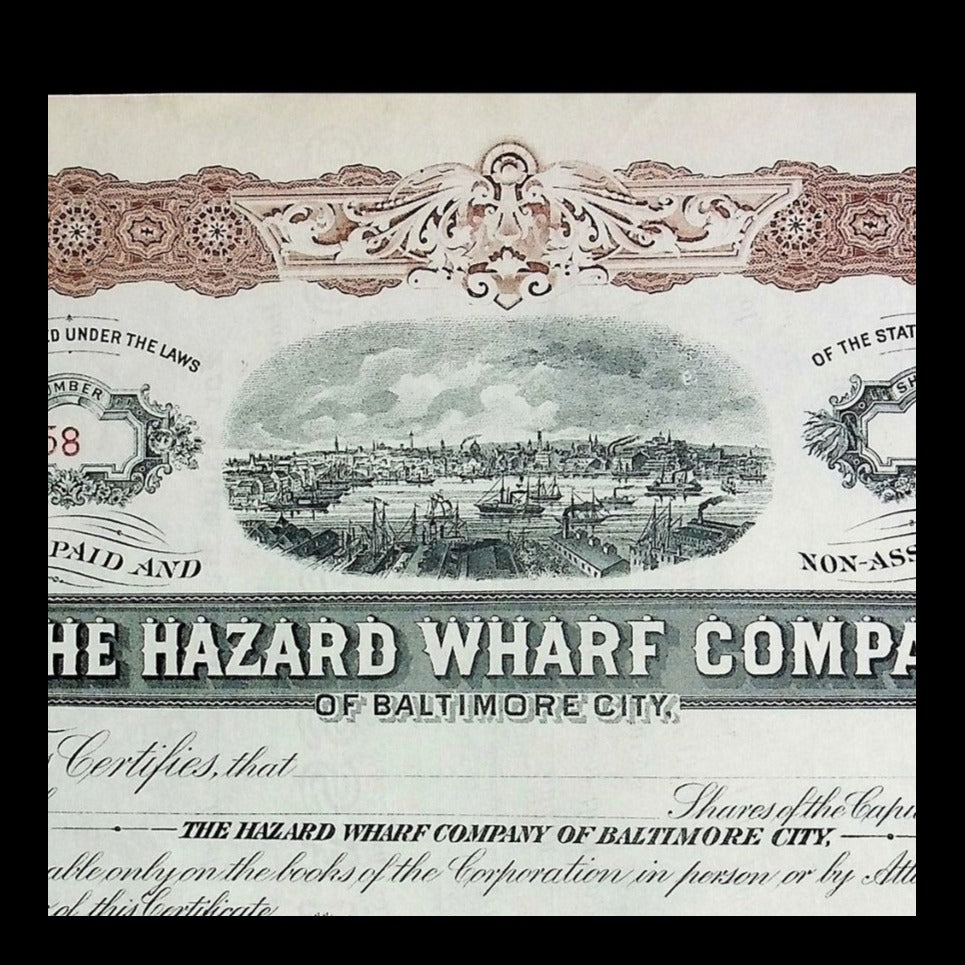 D UNDER THE LAWS
OF THE STAT
UMBER
SH
58
PAID AND
NON-ASS
HE HAZARD WHARF COMPA
OF BALTIMORE CITY.
Certifies, that
Shares of the Capi
THE HAZARD WHARF COMPANY OF BALTIMORE CITY,
able only on the books of the Corporation in person or by Att
of this Certificate